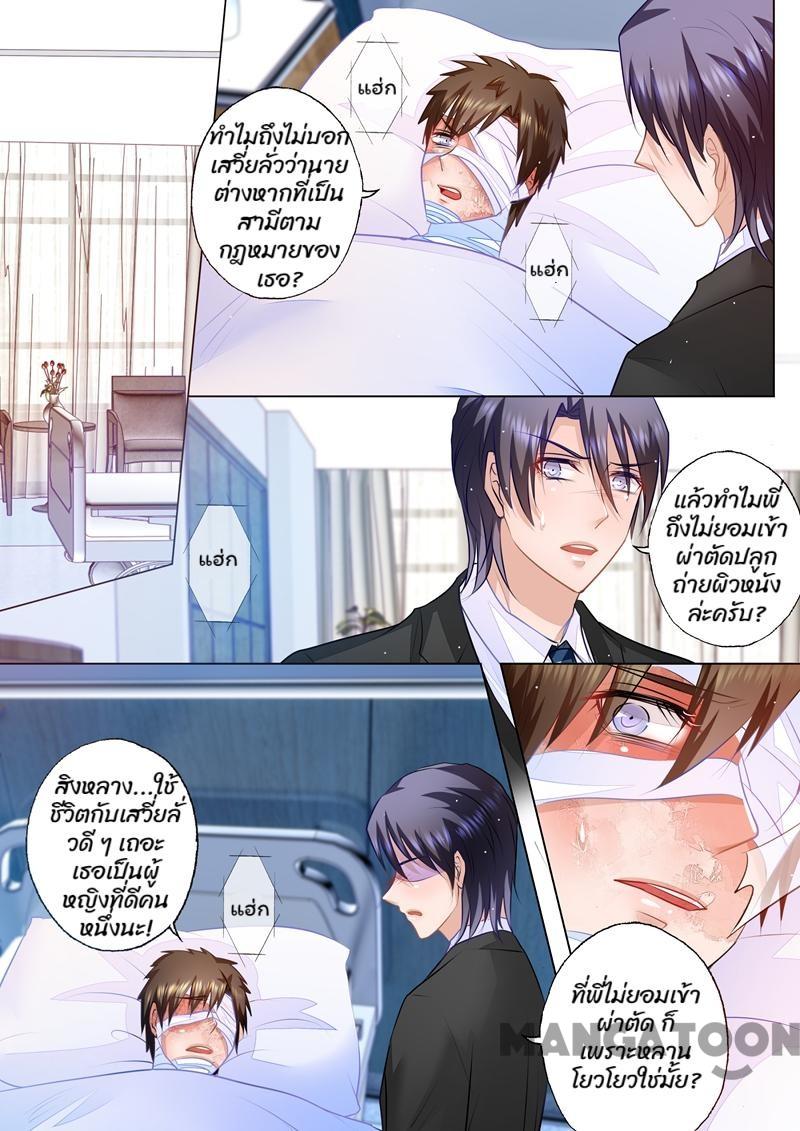 แฮ่ก
ทำไมถึงไม่บอก
เสวี่ยลั่วว่านาย
ต่างหากที่เป็น
สามีตาม
กฎหมายของ
เธอ?
แฮ่ก
แล้วทำไมพี่
ถึงไม่ยอมเข้า
ผ่าตัดปลูก
ถ่ายผิวหนัง
ล่ะครับ?
แฮ่ก
สิงหลาง...ใช้
ชีวิตกับเสวี่ยลั่
วดี ๆ เถอะ
เธอเป็นผู้
หญิงที่ดีคน
หนึ่งนะ!
แฮ่ก
ที่พี่ไม่ยอมเข้า
ผ่าตัด ก็
เพราะหลาน
โยวโยวใช่มั้ย?
MANGATOON